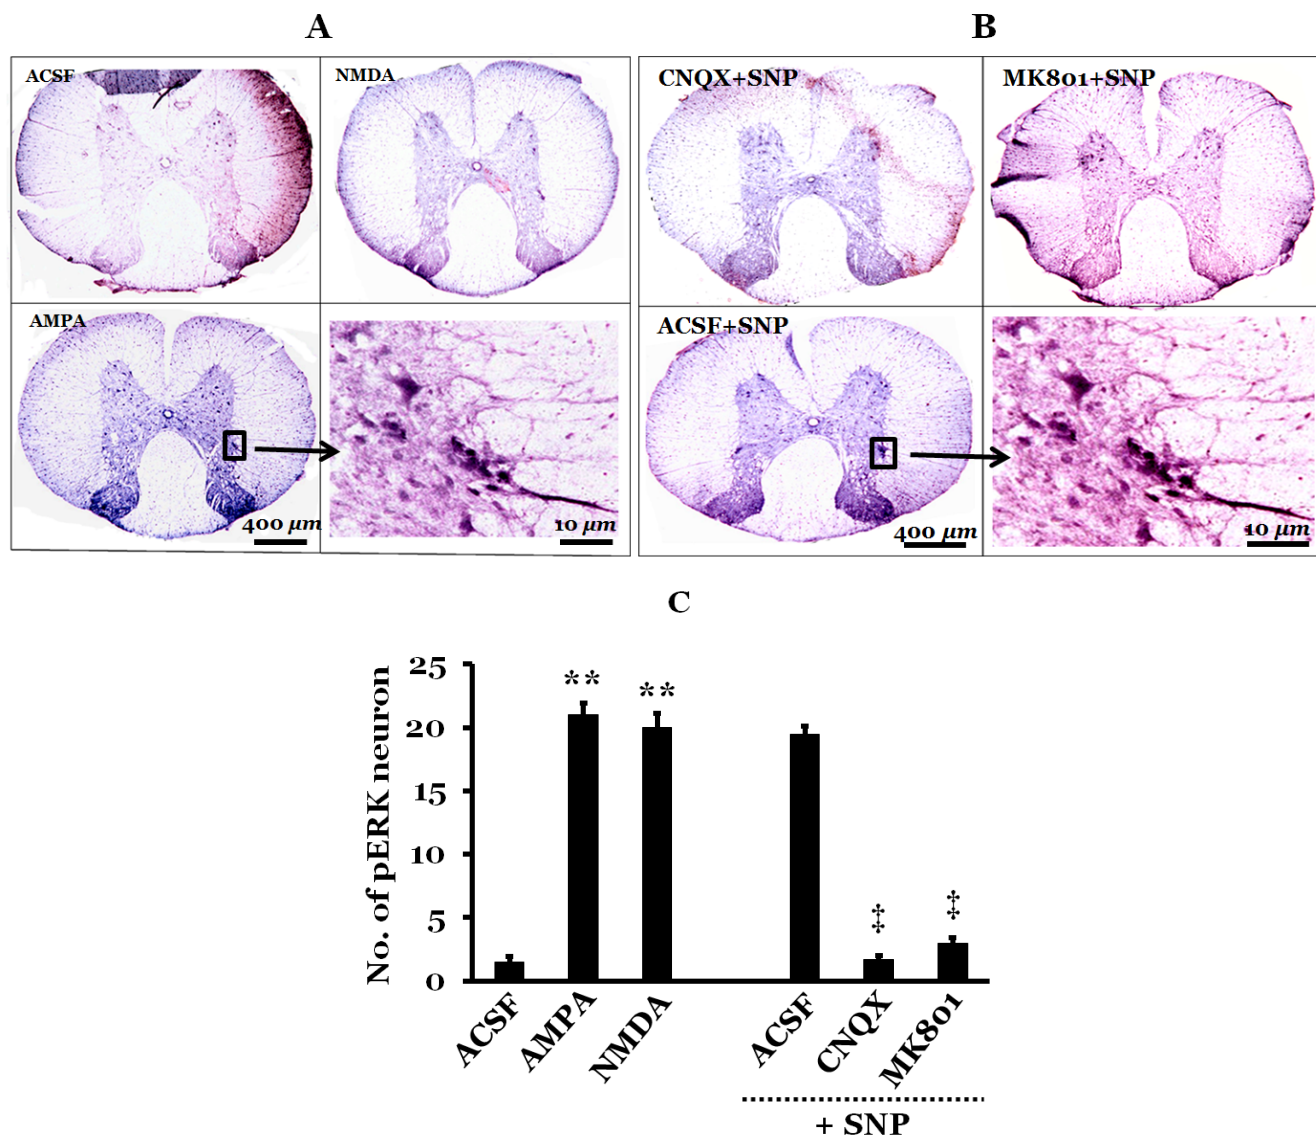 A
B
ACSF
NMDA
CNQX+SNP
MK801+SNP
AMPA
ACSF+SNP
400 µm
10 µm
400 µm
10 µm
C
No. of pERK neuron
25
20
15
10
5
0
**
**
‡
‡
ACSF
AMPA
NMDA
ACSF
CNQX
MK801
+ SNP